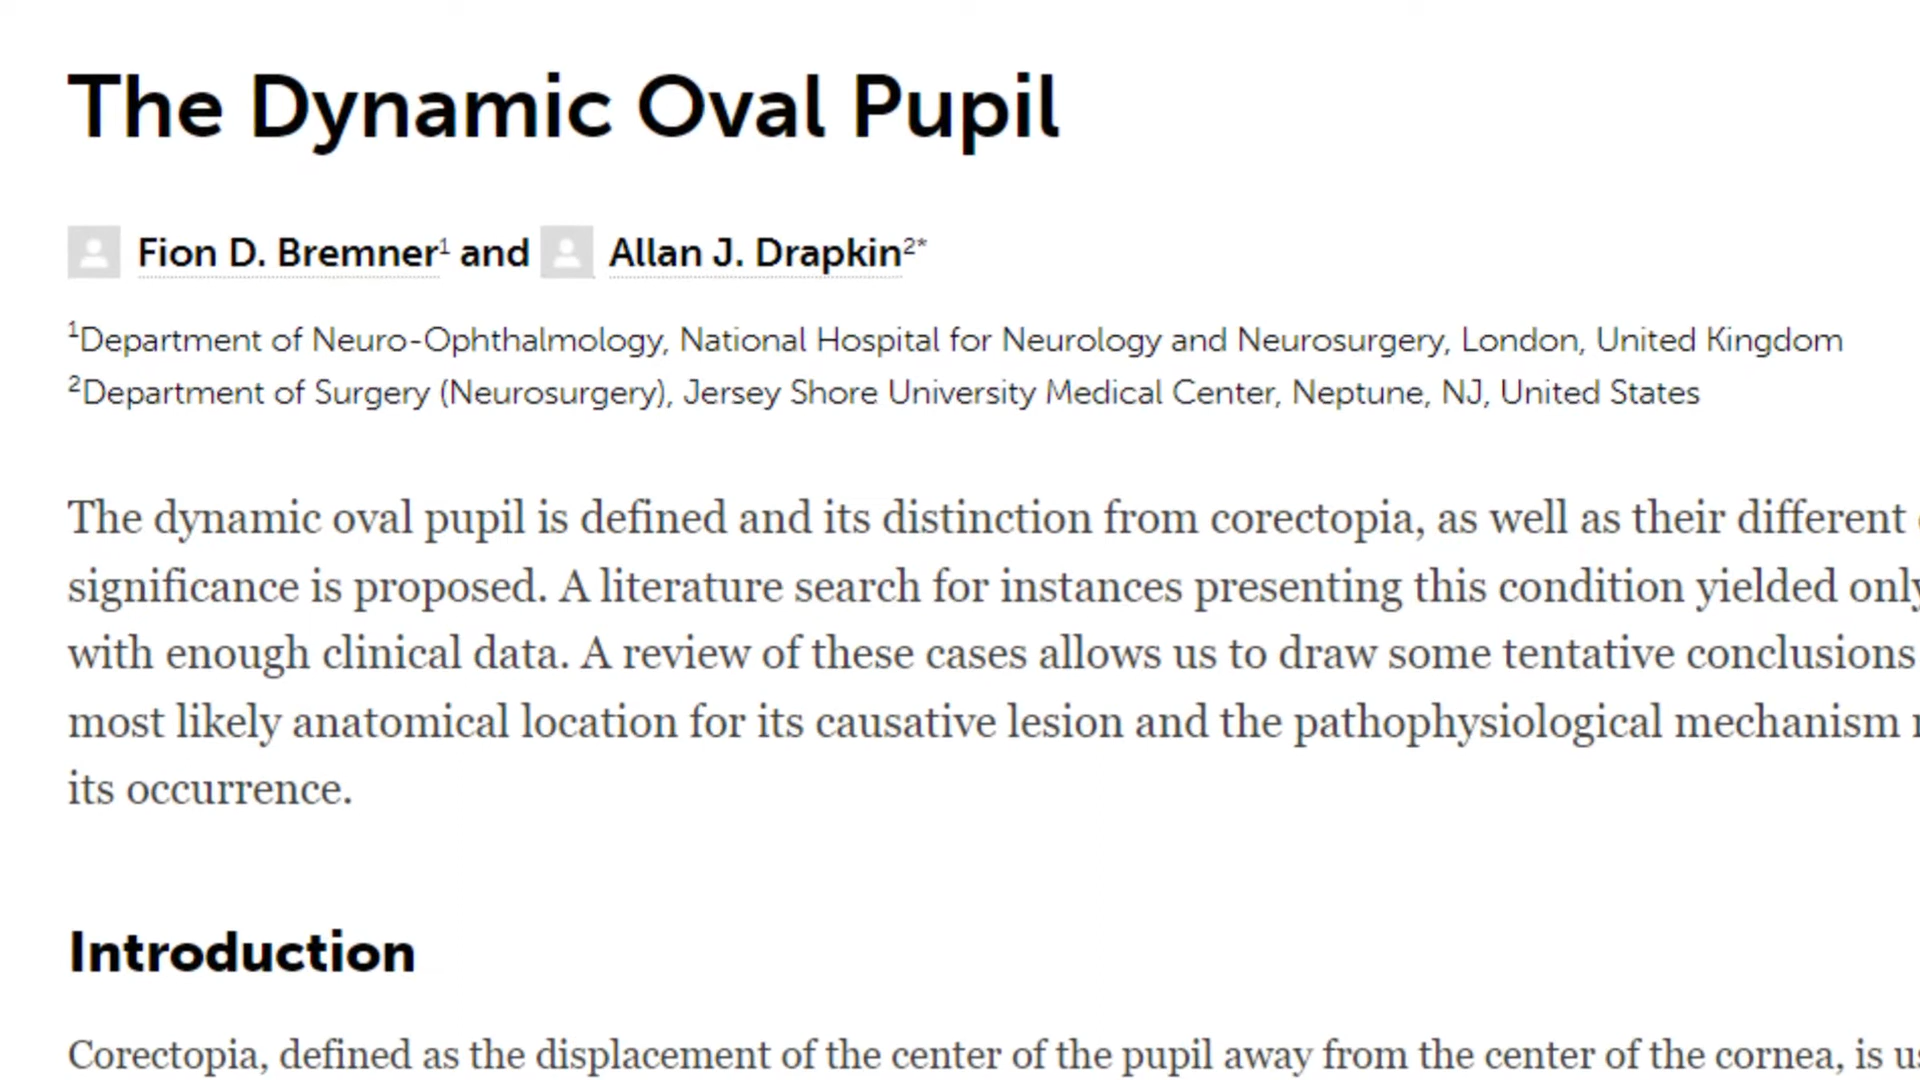 The Dynamic Oval Pupil
Fion D. Bremner1 and Allan J. Drapkin2*
1Department of Neuro-Ophthalmology, National Hospital for Neurology and Neurosurgery, London, United Kingdom
2Department of Surgery (Neurosurgery), Jersey Shore University Medical Center, Neptune, NJ, United States
The dynamic oval pupil is defined and its distinction from corectopia, as well as their different
significance is proposed. A literature search for instances presenting this condition yielded only
with enough clinical data. A review of these cases allows us to draw some tentative conclusions
most likely anatomical location for its causative lesion and the pathophysiological mechanism
its occurrence.
Introduction
Corectopia, defined as the displacement of the center of the pupil away from the center of the cornea, is